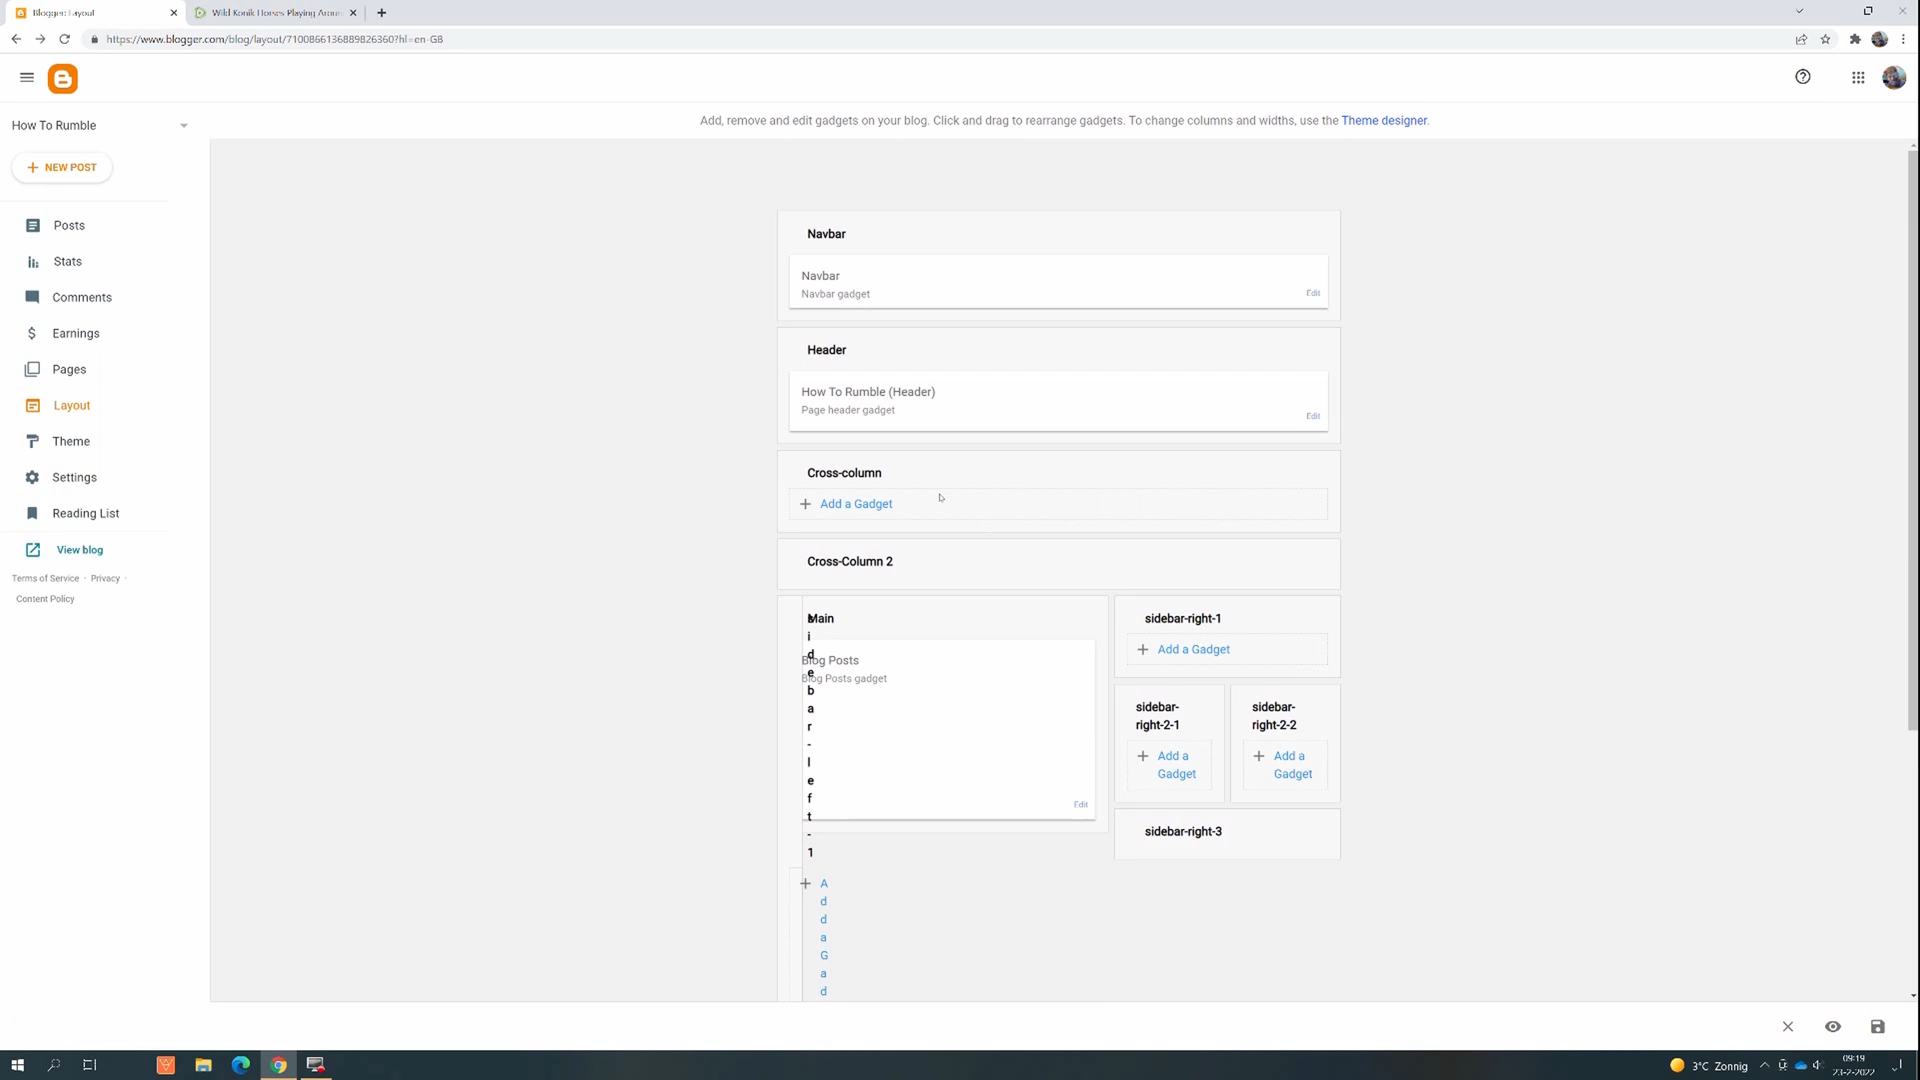 Blogger: Layout
Wild Konik Horses Playing Aroun
https://www.blogger.com/blog/layout/7100866136889826360?hl=en-GB
How To Rumble
Add, remove and edit gadgets on your blog. Click and drag to rearrange gadgets. To change columns and widths, use the Theme designer.
NEW POST
Posts
Stats
Comments
Earnings
Pages
Layout
Theme
Settings
Reading List
View blog
Terms of Service · Privacy ·
Content Policy
Navbar
Navbar
Navbar gadget
Edit
Header
How To Rumble (Header)
Page header gadget
Edit
Cross-column
Add a Gadget
Cross-Column 2
Main
Blog Posts
Blog Posts gadget
Edit
sidebar-left-1
Add a Gad
sidebar-right-1
Add a Gadget
sidebar-
right-2-1
Add a
Gadget
sidebar-
right-2-2
Add a
Gadget
sidebar-right-3
3°C Zonnig
09:19
23-2-2022